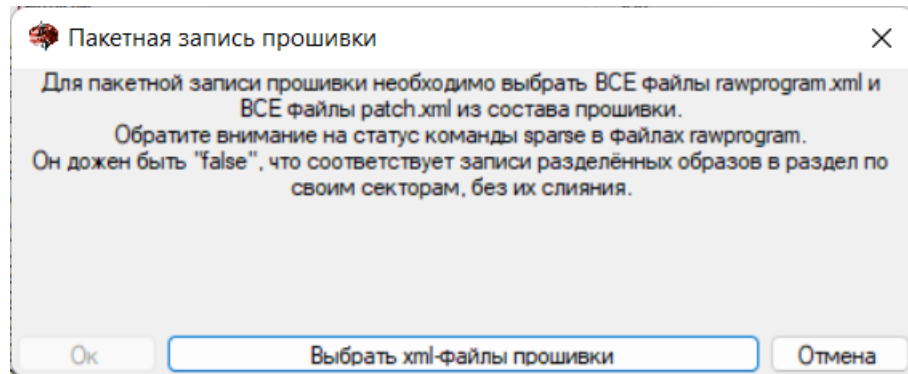 Пакетная запись прошивки
Для пакетной записи прошивки необходимо выбрать ВСЕ файлы rawprogram.xml и
ВСЕ файлы patch.xml из состава прошивки.
Обратите внимание на статус команды sparse в файлах rawprogram.
Он дожен быть "false", что соответствует записи разделённых образов в раздел по
своим секторам, без их слияния.
Ок
Выбрать xml-файлы прошивки
Отмена